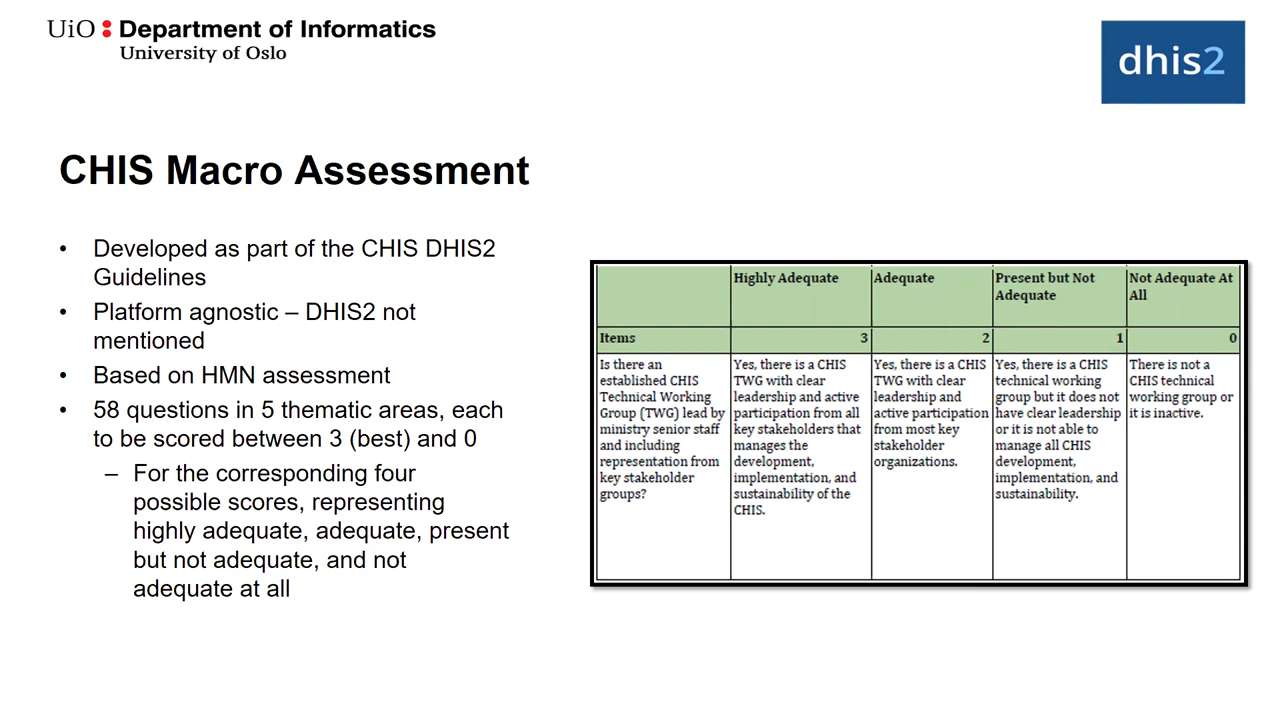 UiO : Department of Informatics
University of Oslo
dhis2
CHIS Macro Assessment
• Developed as part of the CHIS DHIS2
Guidelines
• Platform agnostic – DHIS2 not
mentioned
• Based on HMN assessment
• 58 questions in 5 thematic areas, each
to be scored between 3 (best) and 0
– For the corresponding four
possible scores, representing
highly adequate, adequate, present
but not adequate, and not
adequate at all
Highly Adequate
Adequate
Present but Not
Adequate
Not Adequate At
All
Items
3
2
1
0
Is there an
established CHIS
Technical Working
Group (TWG) lead by
ministry senior staff
and including
representation from
key stakeholder
groups?
Yes, there is a CHIS
TWG with clear
leadership and active
participation from all
key stakeholders that
manages the
development,
implementation, and
sustainability of the
CHIS.
Yes, there is a CHIS
TWG with clear
leadership and
active participation
from most key
stakeholder
organizations.
Yes, there is a CHIS
technical working
group but it does not
have clear leadership
or it is not able to
manage all CHIS
development,
implementation, and
sustainability.
There is not a
CHIS technical
working group or
it is inactive.